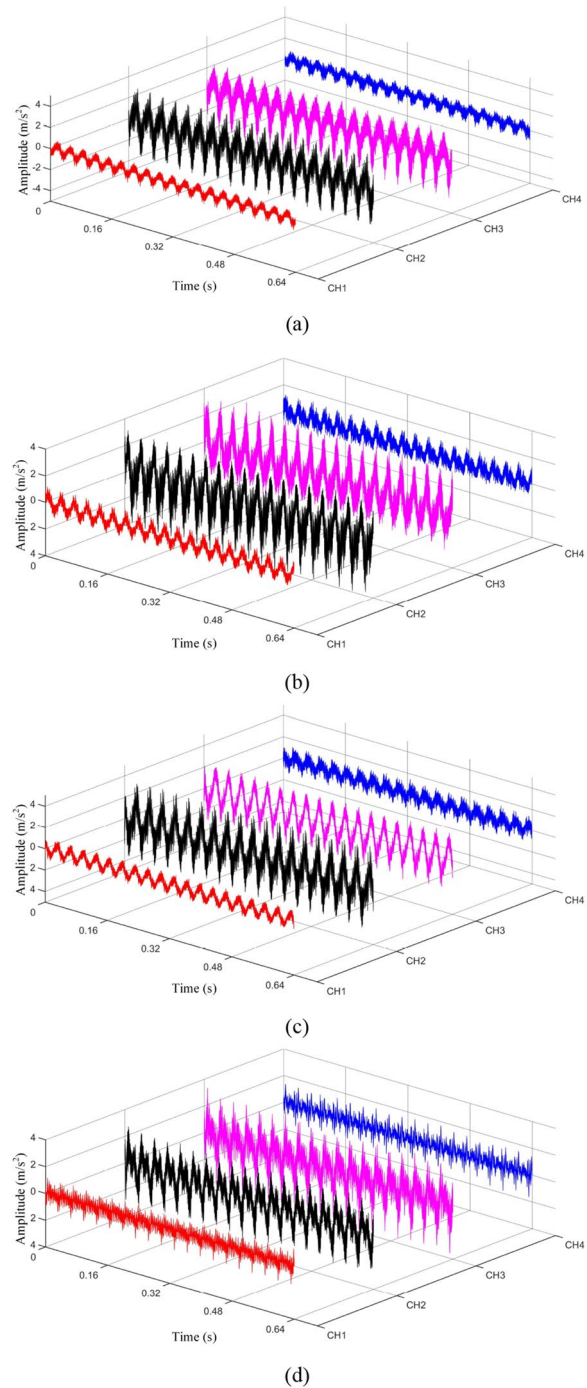 4
2
0
-2
-4
Amplitude (m/s²)
0
0.16
0.32
0.48
0.64
Time (s)
CH1
CH2
CH3
CH4
(a)
4
2
0
2
4
Amplitude (m/s²)
0
0.16
0.32
0.48
0.64
Time (s)
CH1
CH2
CH3
CH4
(b)
4
2
0
2
4
Amplitude (m/s²)
0
0.16
0.32
0.48
0.64
Time (s)
CH1
CH2
CH3
CH4
(c)
4
2
0
2
4
Amplitude (m/s²)
0
0.16
0.32
0.48
0.64
Time (s)
CH1
CH2
CH3
CH4
(d)